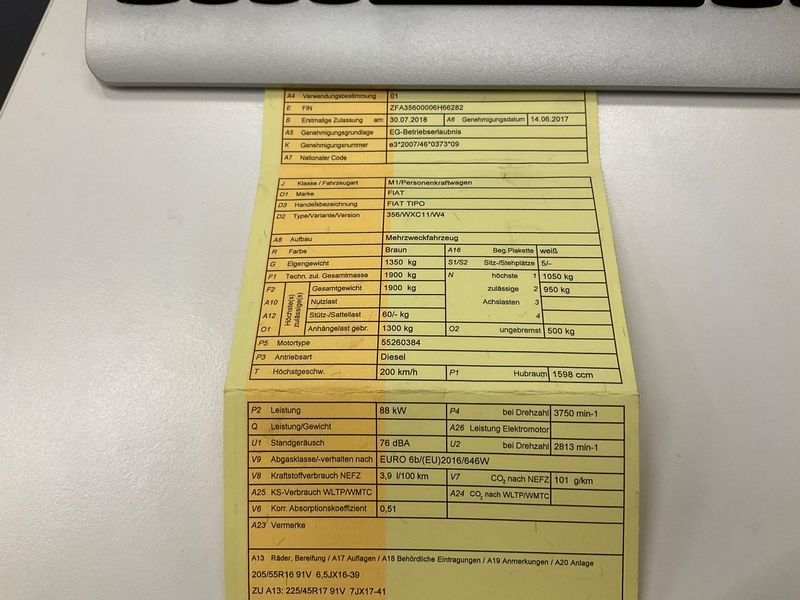 A4 Verwendungsbestimmung 01
E FIN ZFA35600006H66282
B Erstmalige Zulassung am: 30.07.2018 A6 Genehmigungsdatum 14.06.2017
A5 Genehmigungsgrundlage EG-Betriebserlaubnis
K Genehmigungsnummer e3*2007/46*0373*09
A7 Nationaler Code
J Klasse / Fahrzeugart M1/Personenkraftwagen
D1 Marke FIAT
D3 Handelsbezeichnung FIAT TIPO
D2 Type/Variante/Version 356/WXC11/W4
A8 Aufbau Mehrzweckfahrzeug
R Farbe Braun A16 Beg.Plakette weiß
G Eigengewicht 1350 kg S1/S2 Sitz-/Stehplätze 5/-
F1 Techn. zul. Gesamtmasse 1900 kg N höchste 1 1050 kg
F2 Höchste(s) zulässige(s) Gesamtgewicht 1900 kg zulässige 2 950 kg
A10 Nutzlast Achslasten 3
A12 Stütz-/Sattellast 60/- kg 4
O1 Anhängelast gebr. 1300 kg O2 ungebremst 500 kg
P5 Motortype 55260384
P3 Antriebsart Diesel
T Höchstgeschw. 200 km/h P1 Hubraum 1598 ccm
P2 Leistung 88 kW P4 bei Drehzahl 3750 min-1
Q Leistung/Gewicht A26 Leistung Elektromotor
U1 Standgeräusch 76 dBA U2 bei Drehzahl 2813 min-1
V9 Abgasklasse/-verhalten nach EURO 6b/(EU)2016/646W
V8 Kraftstoffverbrauch NEFZ 3,9 l/100 km V7 CO2 nach NEFZ 101 g/km
A25 KS-Verbrauch WLTP/WMTC A24 CO2 nach WLTP/WMTC
V6 Korr. Absorptionskoeffizient 0,51
A23 Vermerke
A13 Räder, Bereifung / A17 Auflagen / A18 Behördliche Eintragungen / A19 Anmerkungen / A20 Anlage
205/55R16 91V 6,5JX16-39
ZU A13: 225/45R17 91V 7JX17-41